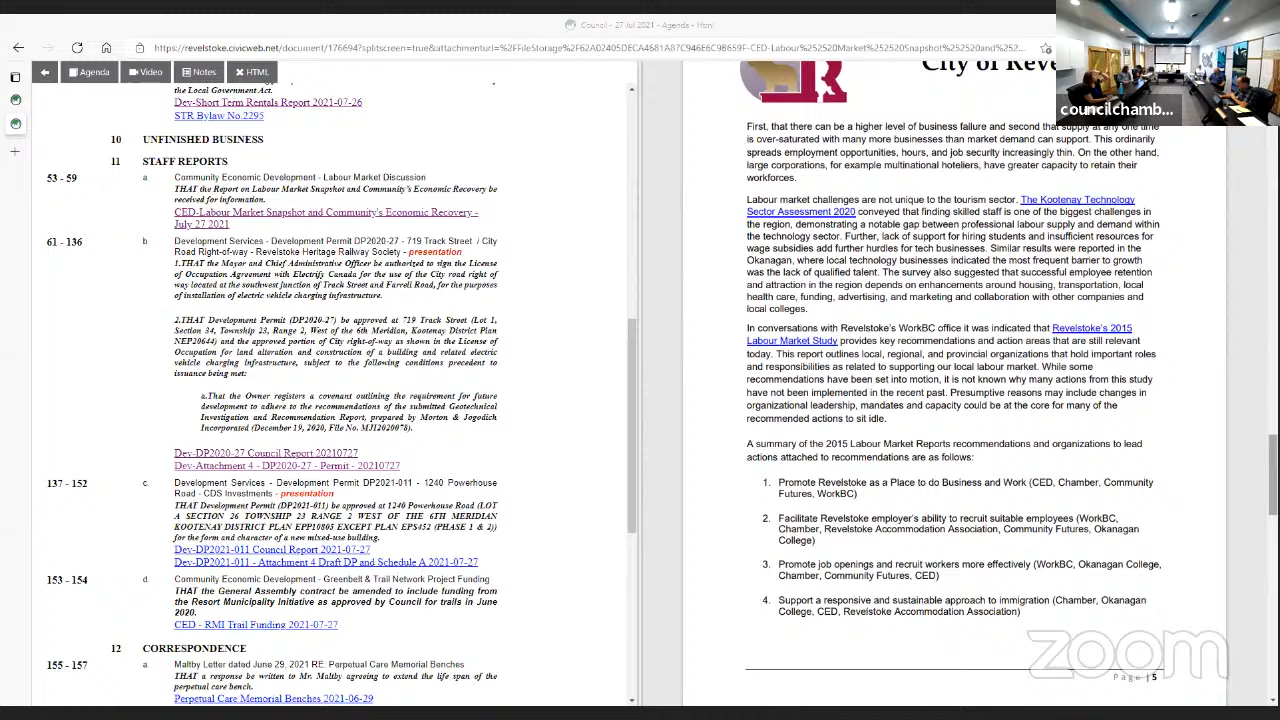 Council - 27 Jul 2021 - Agenda - Html
https://revelstoke.civicweb.net/document/176694?splitscreen=true&attachmenturl=%2FFileStorage%2F62A02405DECA4681A87C946E6C9B659F-CED-Labour%252520Market%252520Snapshot%252520and%252...
Agenda
Video
Notes
HTML
the Local Government Act.
Dev-Short Term Rentals Report 2021-07-26
STR Bylaw No.2295
10 UNFINISHED BUSINESS
11 STAFF REPORTS
53 - 59 a. Community Economic Development - Labour Market Discussion
THAT the Report on Labour Market Snapshot and Community's Economic Recovery be
received for information.
CED-Labour Market Snapshot and Community's Economic Recovery -
July 27 2021
61 - 136 b. Development Services - Development Permit DP2020-27 - 719 Track Street / City
Road Right-of-way - Revelstoke Heritage Railway Society - presentation
1.THAT the Mayor and Chief Administrative Officer be authorized to sign the License
of Occupation Agreement with Electrify Canada for the use of the City road right of
way located at the southwest junction of Track Street and Farrell Road, for the purposes
of installation of electric vehicle charging infrastructure.
2.THAT Development Permit (DP2020-27) be approved at 719 Track Street (Lot 1,
Section 34, Township 23, Range 2, West of the 6th Meridian, Kootenay District Plan
NEP20644) and the approved portion of City right-of-way as shown in the License of
Occupation for land alteration and construction of a building and related electric
vehicle charging infrastructure, subject to the following conditions precedent to
issuance being met:
a.That the Owner registers a covenant outlining the requirement for future
development to adhere to the recommendations of the submitted Geotechnical
Investigation and Recommendation Report, prepared by Morton & Jogodich
Incorporated (December 19, 2020, File No. MJI2020078).
Dev-DP2020-27 Council Report 20210727
Dev-Attachment 4 - DP2020-27 - Permit - 20210727
137 - 152 c. Development Services - Development Permit DP2021-011 - 1240 Powerhouse
Road - CDS Investments - presentation
THAT Development Permit (DP2021-011) be approved at 1240 Powerhouse Road (LOT
A SECTION 26 TOWNSHIP 23 RANGE 2 WEST OF THE 6TH MERIDIAN
KOOTENAY DISTRICT PLAN EPP10805 EXCEPT PLAN EPS452 (PHASE 1 & 2))
for the form and character of a new mixed-use building.
Dev-DP2021-011 Council Report 2021-07-27
Dev-DP2021-011 - Attachment 4 Draft DP and Schedule A 2021-07-27
153 - 154 d. Community Economic Development - Greenbelt & Trail Network Project Funding
THAT the General Assembly contract be amended to include funding from
the Resort Municipality Initiative as approved by Council for trails in June
2020.
CED - RMI Trail Funding 2021-07-27
12 CORRESPONDENCE
155 - 157 a. Maltby Letter dated June 29, 2021 RE: Perpetual Care Memorial Benches
THAT a response be written to Mr. Maltby agreeing to extend the life span of the
perpetual care bench.
Perpetual Care Memorial Benches 2021-06-29
City of Reve
councilchamb...
First, that there can be a higher level of business failure and second that supply at any one time
is over-saturated with many more businesses than market demand can support. This ordinarily
spreads employment opportunities, hours, and job security increasingly thin. On the other hand,
large corporations, for example multinational hoteliers, have greater capacity to retain their
workforces.
Labour market challenges are not unique to the tourism sector. The Kootenay Technology
Sector Assessment 2020 conveyed that finding skilled staff is one of the biggest challenges in
the region, demonstrating a notable gap between professional labour supply and demand within
the technology sector. Further, lack of support for hiring students and insufficient resources for
wage subsidies add further hurdles for tech businesses. Similar results were reported in the
Okanagan, where local technology businesses indicated the most frequent barrier to growth
was the lack of qualified talent. The survey also suggested that successful employee retention
and attraction in the region depends on enhancements around housing, transportation, local
health care, funding, advertising, and marketing and collaboration with other companies and
local colleges.
In conversations with Revelstoke's WorkBC office it was indicated that Revelstoke's 2015
Labour Market Study provides key recommendations and action areas that are still relevant
today. This report outlines local, regional, and provincial organizations that hold important roles
and responsibilities as related to supporting our local labour market. While some
recommendations have been set into motion, it is not known why many actions from this study
have not been implemented in the recent past. Presumptive reasons may include changes in
organizational leadership, mandates and capacity could be at the core for many of the
recommended actions to sit idle.
A summary of the 2015 Labour Market Reports recommendations and organizations to lead
actions attached to recommendations are as follows:
1. Promote Revelstoke as a Place to do Business and Work (CED, Chamber, Community
Futures, WorkBC)
2. Facilitate Revelstoke employer's ability to recruit suitable employees (WorkBC,
Chamber, Revelstoke Accommodation Association, Community Futures, Okanagan
College)
3. Promote job openings and recruit workers more effectively (WorkBC, Okanagan College,
Chamber, Community Futures, CED)
4. Support a responsive and sustainable approach to immigration (Chamber, Okanagan
College, CED, Revelstoke Accommodation Association)
zoom
Page | 5